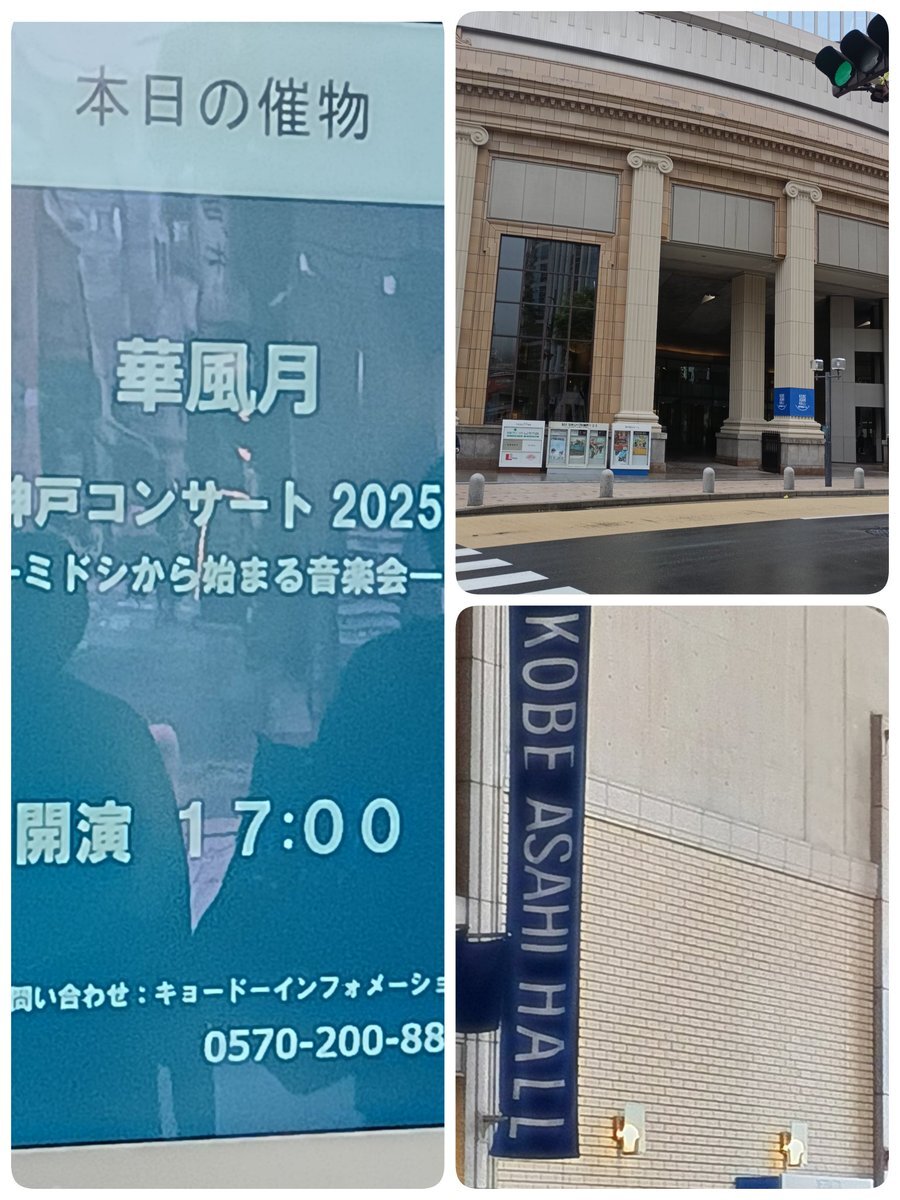 本日の催物
華風月
神戸コンサート 2025
ーミドシから始まる音楽会ー
開演 17:00
問い合わせ：キョードーインフォメーショ
0570-200-88
KOBE ASAHI HALL